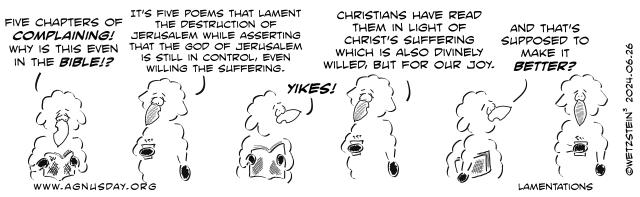 FIVE CHAPTERS OF
COMPLAINING!
WHY IS THIS EVEN
IN THE BIBLE!?
IT'S FIVE POEMS THAT LAMENT
THE DESTRUCTION OF
JERUSALEM WHILE ASSERTING
THAT THE GOD OF JERUSALEM
IS STILL IN CONTROL, EVEN
WILLING THE SUFFERING.
YIKES!
CHRISTIANS HAVE READ
THEM IN LIGHT OF
CHRIST'S SUFFERING
WHICH IS ALSO DIVINELY
WILLED, BUT FOR OUR JOY.
AND THAT'S
SUPPOSED TO
MAKE IT
BETTER?
©WETZSTEIN³ 2024.06.26
WWW.AGNUSDAY.ORG
LAMENTATIONS